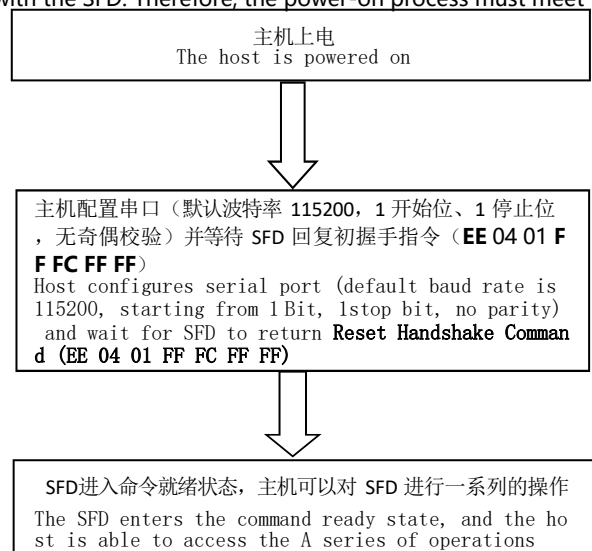 with the SFD. Therefore, the power-on process must meet
主机上电
The host is powered on
主机配置串口（默认波特率 115200，1 开始位、1 停止位
，无奇偶校验）并等待 SFD 回复初握手指令（EE 04 01 F
F FC FF FF）
Host configures serial port (default baud rate is
115200, starting from 1 Bit, 1stop bit, no parity)
and wait for SFD to return Reset Handshake Comman
d (EE 04 01 FF FC FF FF)
SFD进入命令就绪状态，主机可以对 SFD 进行一系列的操作
The SFD enters the command ready state, and the ho
st is able to access the A series of operations